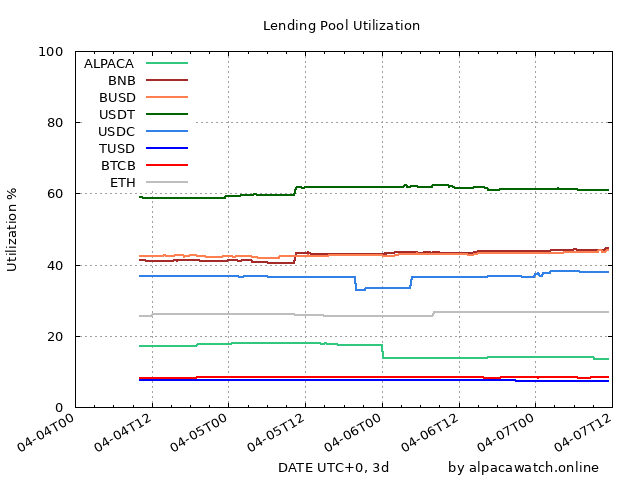 Lending Pool Utilization
100
80
60
40
20
0
Utilization %
ALPACA
BNB
BUSD
USDT
USDC
TUSD
BTCB
ETH
04-04T00
04-04T12
04-05T00
04-05T12
04-06T00
04-06T12
04-07T00
04-07T12
DATE UTC+0, 3d
by alpacawatch.online